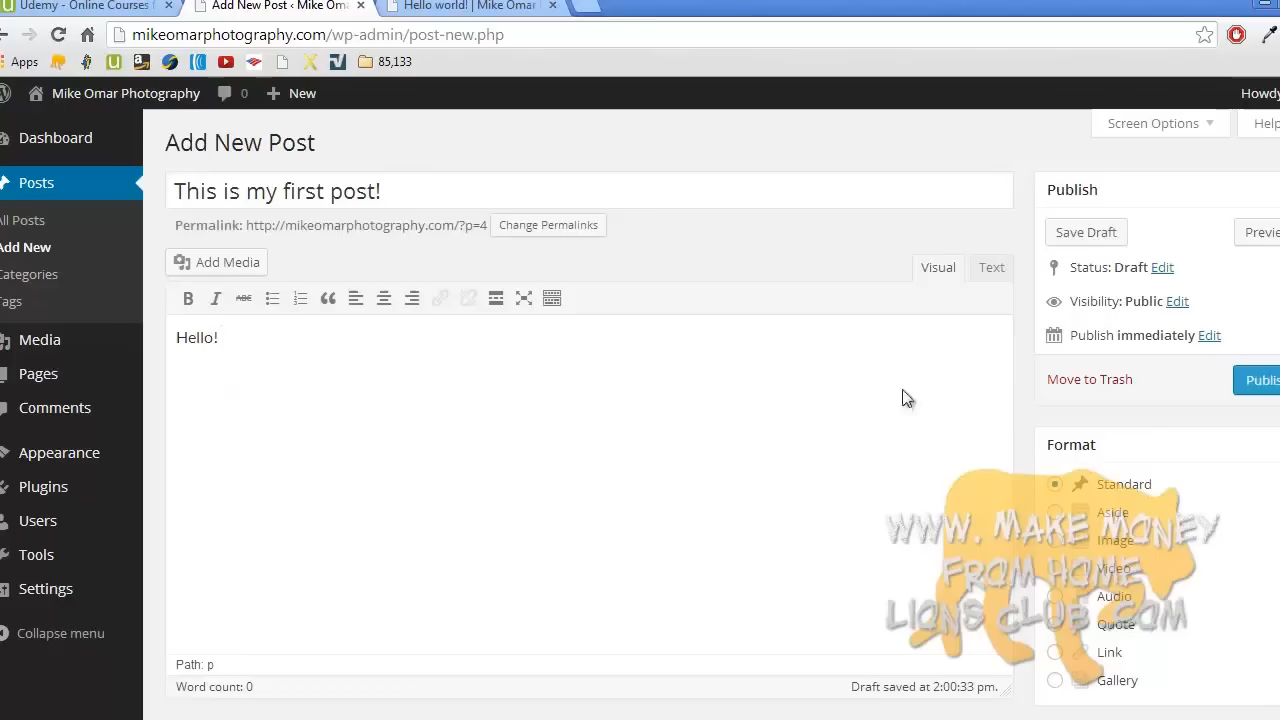 Udemy - Online Courses
Add New Post ‹ Mike Oma
Hello world! | Mike Omar
mikeomarphotography.com/wp-admin/post-new.php
Apps
85,133
Mike Omar Photography
0
New
Howdy
Dashboard
Add New Post
Screen Options
Help
Posts
This is my first post!
Publish
All Posts
Permalink: http://mikeomarphotography.com/?p=4
Change Permalinks
Save Draft
Previe
Add New
Add Media
Visual
Text
Status: Draft Edit
Categories
Tags
B
I
ABC
Visibility: Public Edit
Hello!
Publish immediately Edit
Media
Pages
Move to Trash
Publis
Comments
Appearance
Format
Plugins
Standard
Users
Aside
Tools
Image
Settings
Video
Audio
Collapse menu
Quote
Link
Gallery
WWW. MAKE MONEY
FROM HOME
LIONS CLUB .COM
Path: p
Word count: 0
Draft saved at 2:00:33 pm.